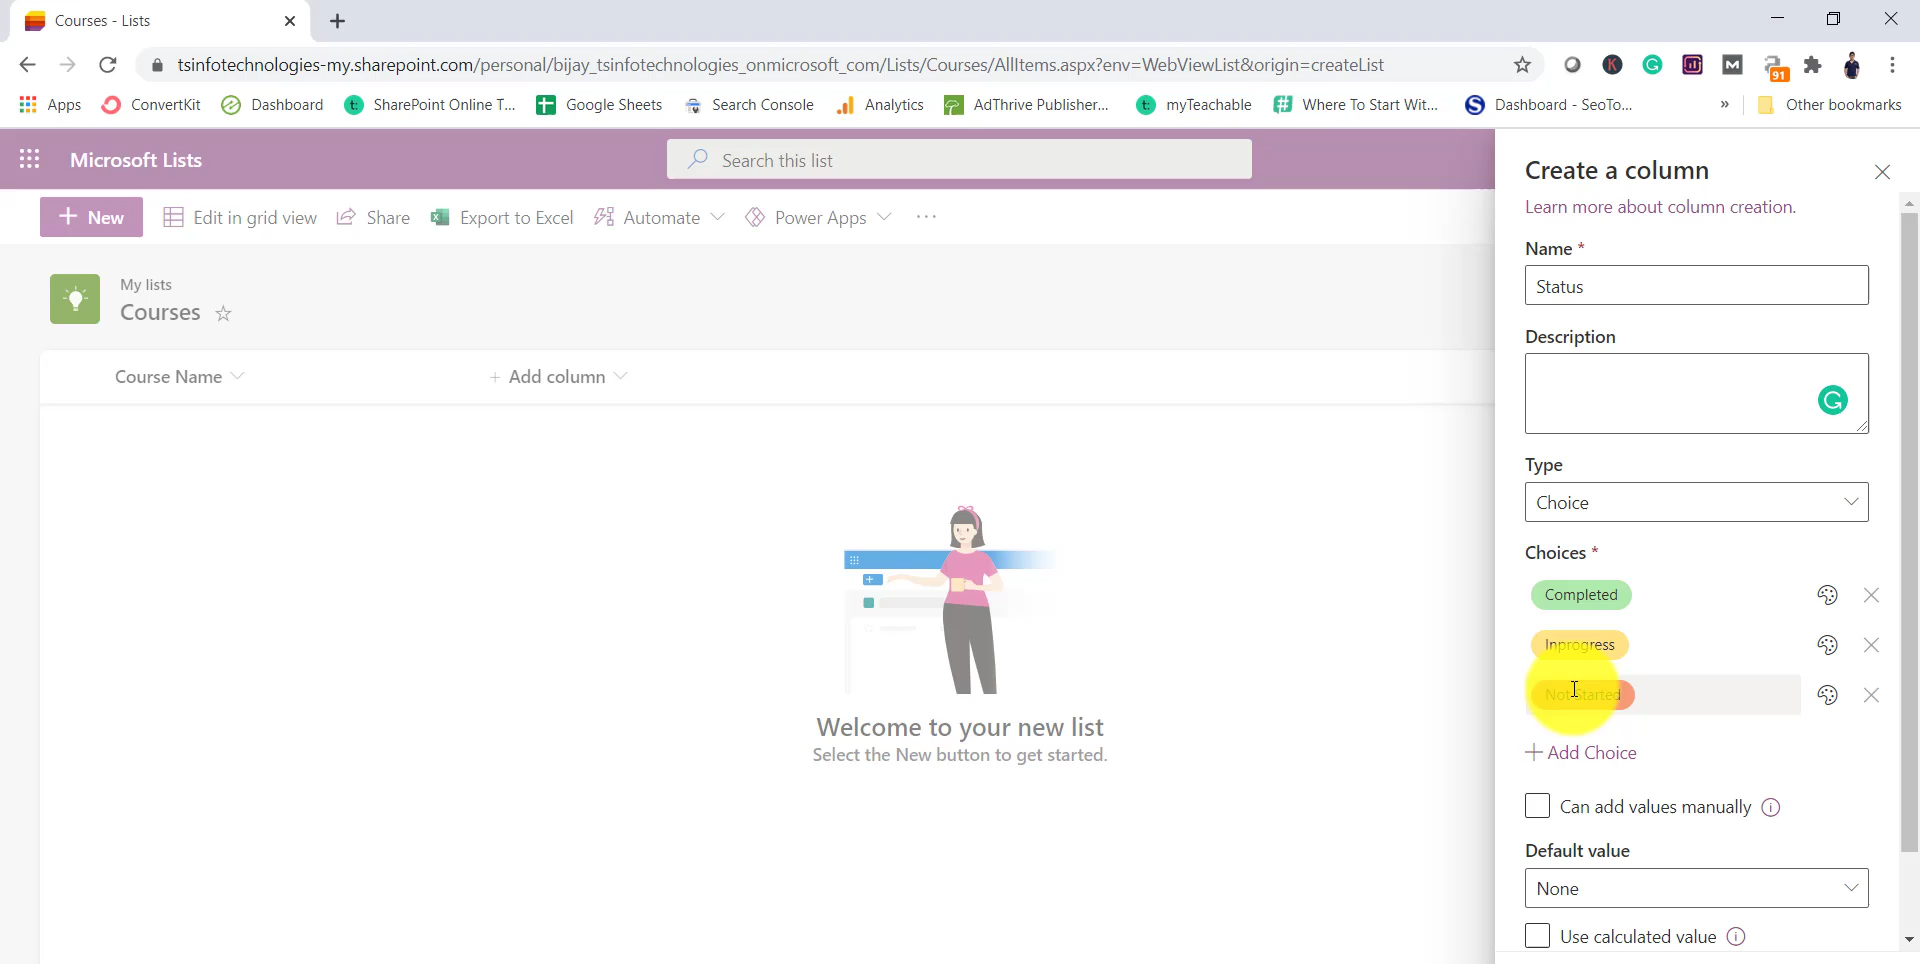 Courses - Lists
tsinfotechnologies-my.sharepoint.com/personal/bijay_tsinfotechnologies_onmicrosoft_com/Lists/Courses/AllItems.aspx?env=WebViewList&origin=createList
K
M
91
Apps
ConvertKit
Dashboard
SharePoint Online T...
Google Sheets
Search Console
Analytics
AdThrive Publisher...
myTeachable
Where To Start Wit...
Dashboard - SeoTo...
»
Other bookmarks
Microsoft Lists
Search this list
New
Edit in grid view
Share
Export to Excel
Automate
Power Apps
...
My lists
Courses
Course Name
+ Add column
Welcome to your new list
Select the New button to get started.
Create a column
Learn more about column creation.
Name *
Status
Description
Type
Choice
Choices *
Completed
Inprogress
Not Started
+ Add Choice
Can add values manually
Default value
None
Use calculated value